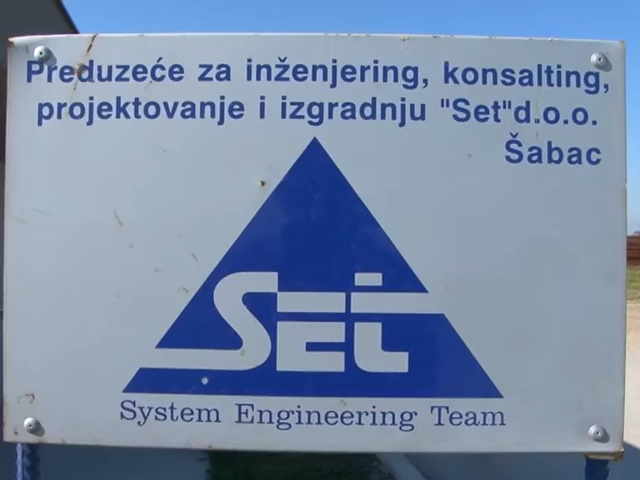 Preduzeće za inženjering, konsalting,
projektovanje i izgradnju "Set"d.o.o.
Šabac
Set
System Engineering Team